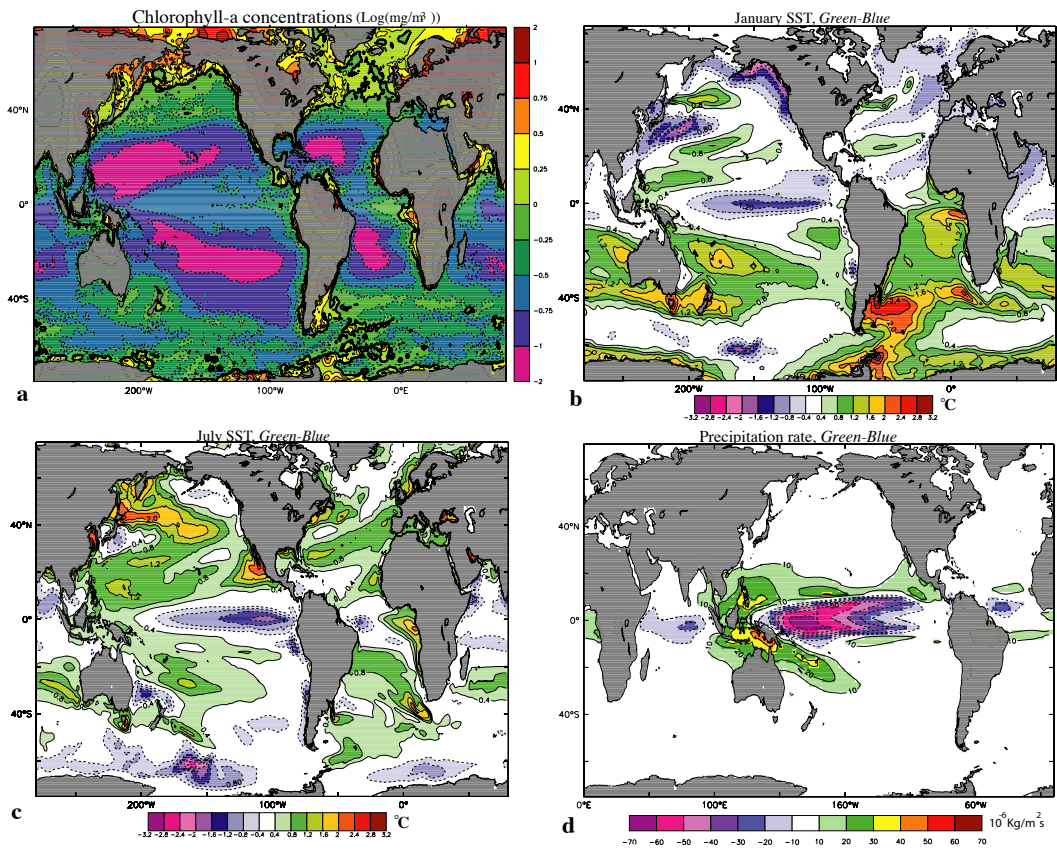 Chlorophyll-a concentrations (Log(mg/m³ ))
2
1
0.75
0.5
0.25
0
-0.25
-0.5
-0.75
-1
-2
40°N
0°
40°S
200°W
100°W
0°E
a
January SST, Green-Blue
40°N
0°
40°S
200°W
100°W
0°
b
-3.2 -2.8 -2.4 -2 -1.6 -1.2 -0.8 -0.4 0.4 0.8 1.2 1.6 2 2.4 2.8 3.2
°C
July SST, Green-Blue
40°N
0°
40°S
200°W
100°W
0°
c
-3.2 -2.8 -2.4 -2 -1.6 -1.2 -0.8 -0.4 0.4 0.8 1.2 1.6 2 2.4 2.8 3.2
°C
Precipitation rate, Green-Blue
40°N
0°
40°S
0°E
100°E
160°W
60°W
d
-70 -60 -50 -40 -30 -20 -10 10 20 30 40 50 60 70
10⁻⁶Kg/m² s